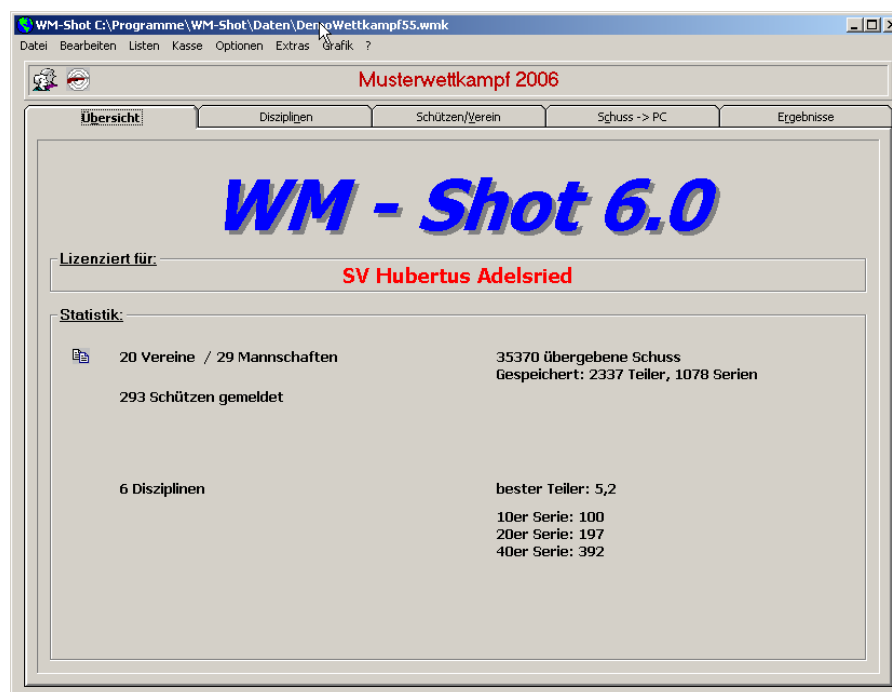 WM-Shot C:\Programme\WM-Shot\Daten\DemoWettkampf55.wmk
Datei Bearbeiten Listen Kasse Optionen Extras Grafik ?
Musterwettkampf 2006
Übersicht Disziplinen Schützen/Verein Schuss -> PC Ergebnisse
WM - Shot 6.0
Lizenziert für:
SV Hubertus Adelsried
Statistik:
20 Vereine / 29 Mannschaften
35370 übergebene Schuss
Gespeichert: 2337 Teiler, 1078 Serien
293 Schützen gemeldet
6 Disziplinen
bester Teiler: 5,2
10er Serie: 100
20er Serie: 197
40er Serie: 392